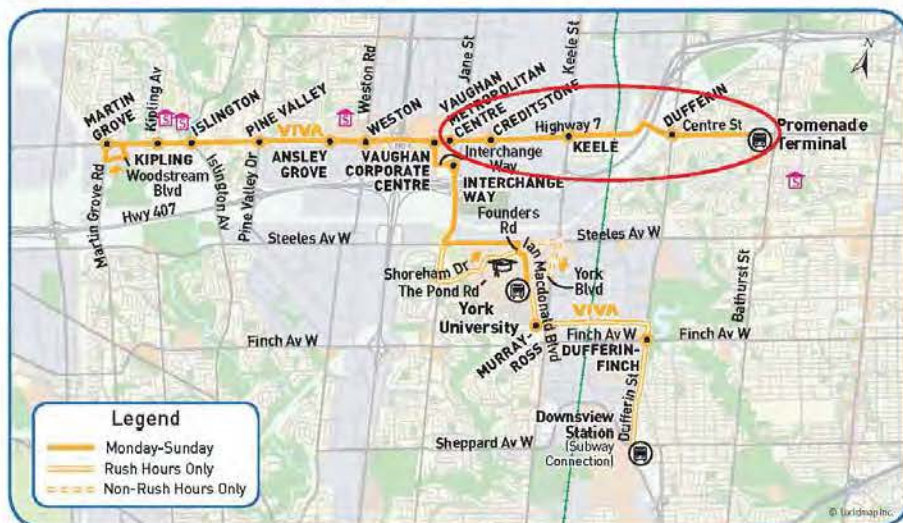 MARTIN
GROVE
Kipling Av
ISLINGTON
PINE VALLEY
VIVA
Weston Rd
WESTON
Jane St
VAUGHAN
METROPOLITAN
CENTRE
CREDITSTONE
Highway 7
Keele St
DUFFERIN
Centre St
Promenade
Terminal
KIPLING
Woodstream
Blvd
Islington Av
Pine Valley Dr
ANSLEY
GROVE
VAUGHAN
CORPORATE
CENTRE
Interchange
Way
KEELE
INTERCHANGE
WAY
Martin Grove Rd
Hwy 407
Steeles Av W
Founders
Rd
Steeles Av W
Bathurst St
Shoreham Dr
The Pond Rd
Ian Macdonald Blvd
York
Blvd
York
University
VIVA
Finch Av W
MURRAY-
ROSS
Finch Av W
DUFFERIN-
FINCH
Finch Av W
Dufferin St
Downsview
Station
(Subway
Connection)
Sheppard Av W
Legend
Monday-Sunday
Rush Hours Only
Non-Rush Hours Only
N
© lucidmap inc.